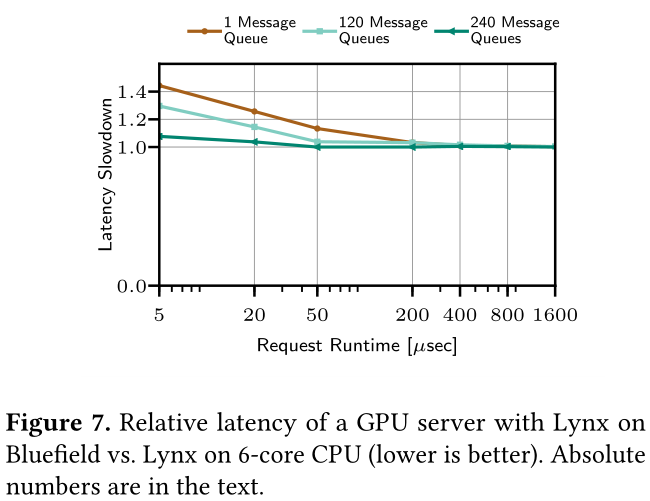 1 Message
Queue
120 Message
Queues
240 Message
Queues
Latency Slowdown
1.4
1.2
1.0
0.0
5 20 50 200 400 800 1600
Request Runtime [μsec]
Figure 7. Relative latency of a GPU server with Lynx on
Bluefield vs. Lynx on 6-core CPU (lower is better). Absolute
numbers are in the text.